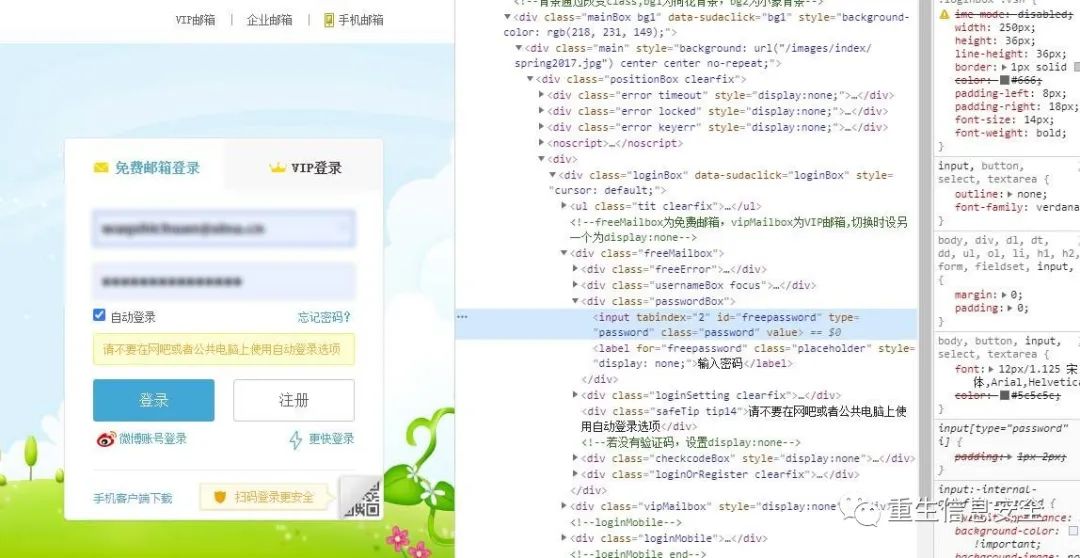 VIP邮箱 | 企业邮箱 | 手机邮箱
免费邮箱登录
VIP登录
自动登录
忘记密码?
请不要在网吧或者公共电脑上使用自动登录选项
登录
注册
微博账号登录
更快登录
手机客户端下载
扫码登录更安全
<div class="mainBox bg1" data-sudaclick="bg1" style="background-
color: rgb(218, 231, 149);">
<div class="main" style="background: url("/images/index/
spring2017.jpg") center center no-repeat;">
<div class="positionBox clearfix">
<div class="error timeout" style="display:none;">…</div>
<div class="error locked" style="display:none;">…</div>
<div class="error keyerr" style="display:none;">…</div>
<noscript>…</noscript>
<div>
<div class="loginBox" data-sudaclick="loginBox" style=
"cursor: default;">
<ul class="tit clearfix">…</ul>
<!--freeMailbox为免费邮箱，vipMailbox为VIP邮箱,切换时设另
一个为display:none-->
<div class="freeMailbox">
<div class="freeError">…</div>
<div class="usernameBox focus">…</div>
<div class="passwordBox">
<input tabindex="2" id="freepassword" type=
"password" class="password" value> == $0
<label for="freepassword" class="placeholder" style=
"display: none;">输入密码</label>
</div>
<div class="loginSetting clearfix">…</div>
<div class="safeTip tip14">请不要在网吧或者公共电脑上使
用自动登录选项</div>
<!--若没有验证码，设置display:none-->
<div class="checkcodeBox" style="display:none">…</div>
<div class="loginOrRegister clearfix">…</div>
</div>
<div class="vipMailbox" style="display:none">
<!--loginMobile-->
<div class="loginMobile">…</div>
<!--loginMobile end-->
ime-mode: disabled;
width: 250px;
height: 36px;
line-height: 36px;
border: 1px solid
color: #666;
padding-left: 8px;
padding-right: 18px;
font-size: 14px;
font-weight: bold;
}
input, button,
select, textarea {
outline: none;
font-family: verdana
}
body, div, dl, dt,
dd, ul, ol, li, h1, h2,
form, fieldset, input,
{
margin: 0;
padding: 0;
}
body, button, input,
select, textarea {
font: 12px/1.125 宋
体,Arial,Helvetica
color: #5c5c5c;
}
input[type="password"
i] {
padding: 1px 2px;
}
input:-internal-
background-color:
!important;
重生信息安全